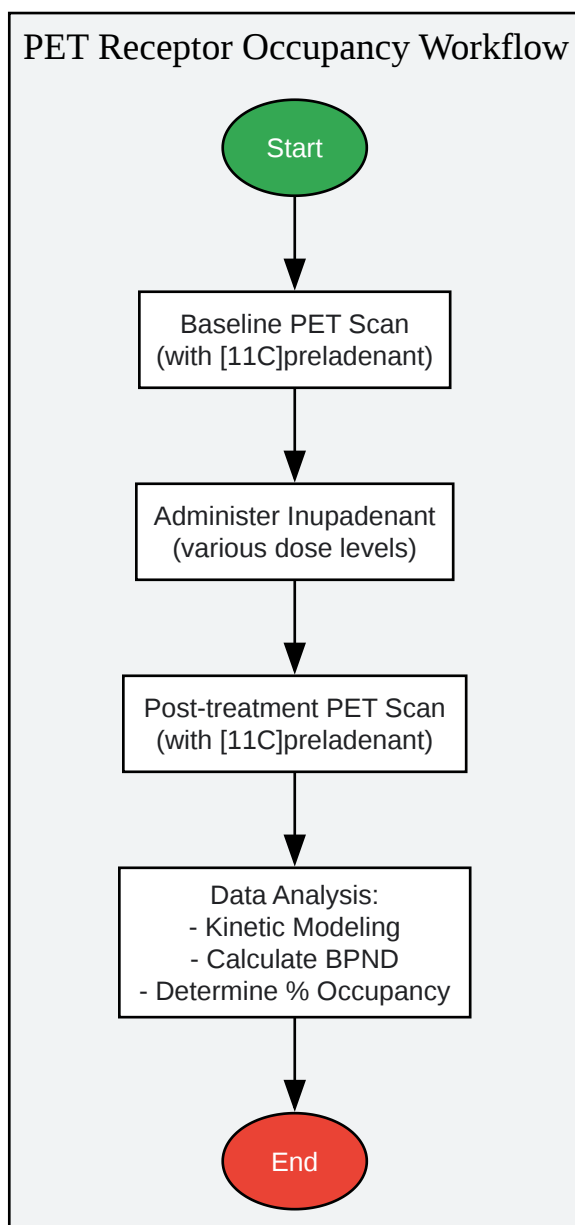 PET Receptor Occupancy Workflow
Start
Baseline PET Scan
(with [11C]preladenant)
Administer Inupadenant
(various dose levels)
Post-treatment PET Scan
(with [11C]preladenant)
Data Analysis:
- Kinetic Modeling
- Calculate BPND
- Determine % Occupancy
End